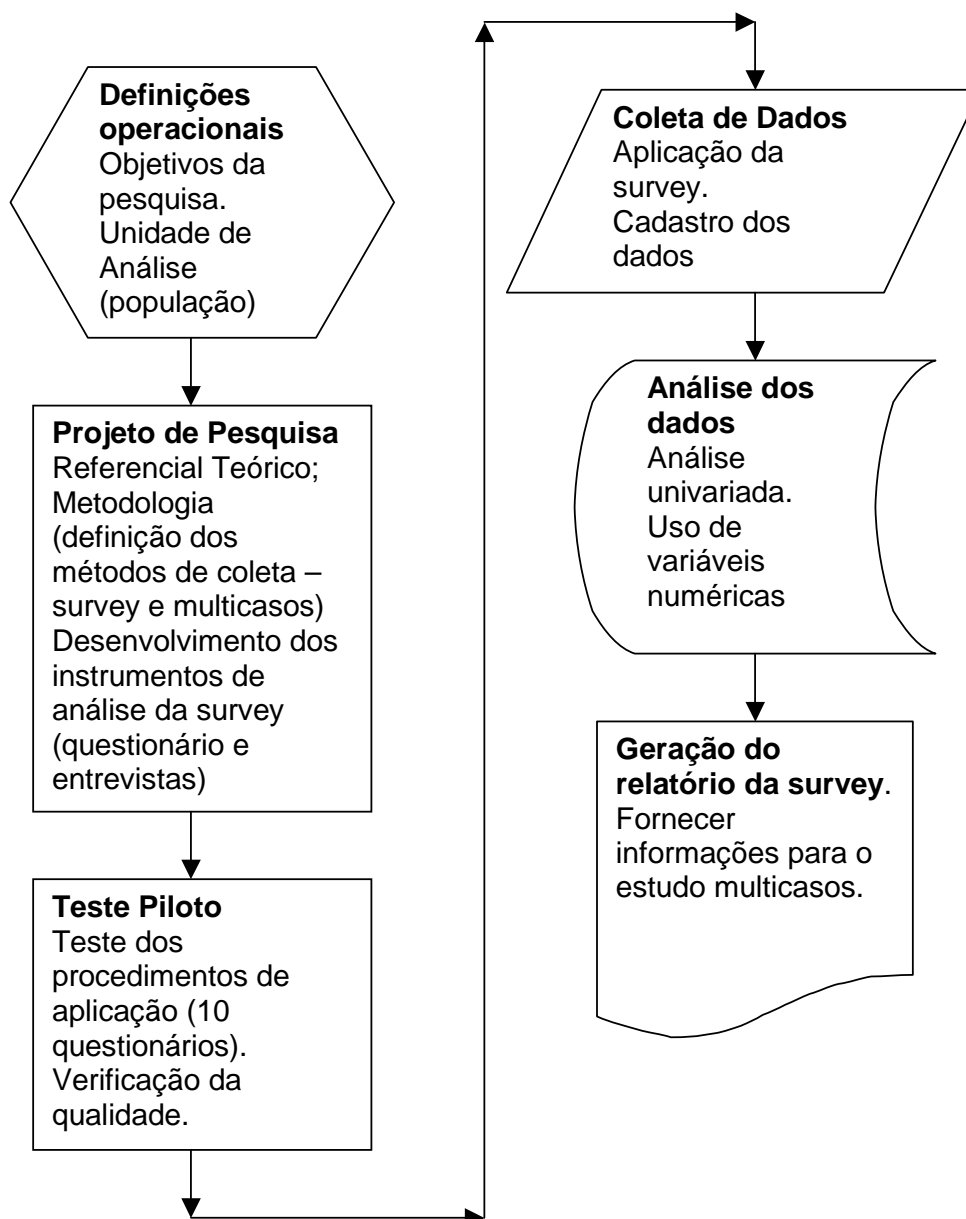 Definições
operacionais
Objetivos da
pesquisa.
Unidade de
Análise
(população)
Projeto de Pesquisa
Referencial Teórico;
Metodologia
(definição dos
métodos de coleta –
survey e multicasos)
Desenvolvimento dos
instrumentos de
análise da survey
(questionário e
entrevistas)
Teste Piloto
Teste dos
procedimentos de
aplicação (10
questionários).
Verificação da
qualidade.
Coleta de Dados
Aplicação da
survey.
Cadastro dos
dados
Análise dos
dados
Análise
univariada.
Uso de
variáveis
numéricas
Geração do
relatório da survey.
Fornecer
informações para o
estudo multicasos.